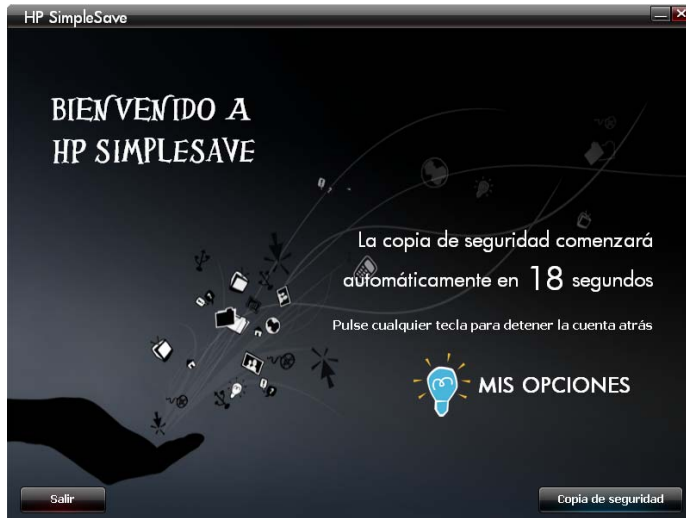 HP SimpleSave
BIENVENIDO A
HP SIMPLESAVE
La copia de seguridad comenzará
automáticamente en 18 segundos
Pulse cualquier tecla para detener la cuenta atrás
MIS OPCIONES
Salir
Copia de seguridad